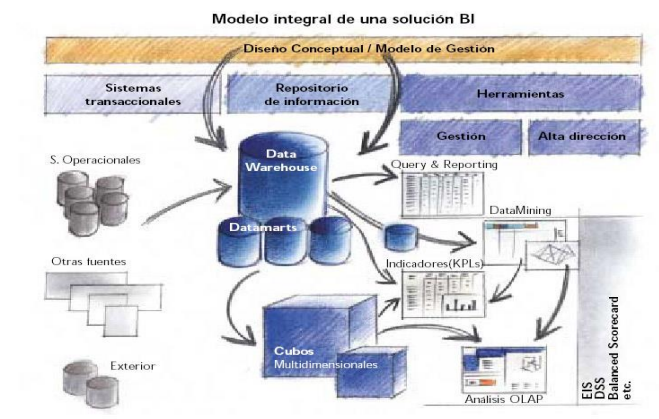 Modelo integral de una solución BI
Diseño Conceptual / Modelo de Gestión
Sistemas
transaccionales
Repositorio
de información
Herramientas
Gestión
Alta dirección
S. Operacionales
Data
Warehouse
Query & Reporting
DataMining
Datamarts
Otras fuentes
Indicadores(KPLs)
Cubos
Multidimensionales
Exterior
Analisis OLAP
EIS
DSS
Balanced Scorecard
etc.